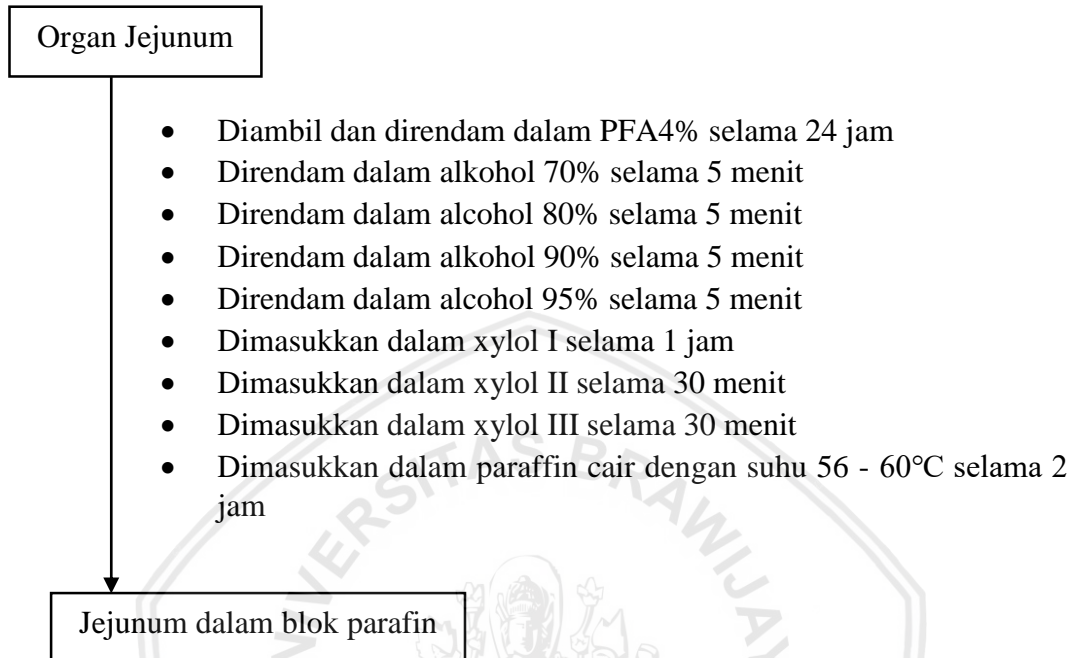 Organ Jejunum
• Diambil dan direndam dalam PFA4% selama 24 jam
• Direndam dalam alkohol 70% selama 5 menit
• Direndam dalam alcohol 80% selama 5 menit
• Direndam dalam alkohol 90% selama 5 menit
• Direndam dalam alcohol 95% selama 5 menit
• Dimasukkan dalam xylol I selama 1 jam
• Dimasukkan dalam xylol II selama 30 menit
• Dimasukkan dalam xylol III selama 30 menit
• Dimasukkan dalam paraffin cair dengan suhu 56 - 60°C selama 2
jam
Jejunum dalam blok parafin